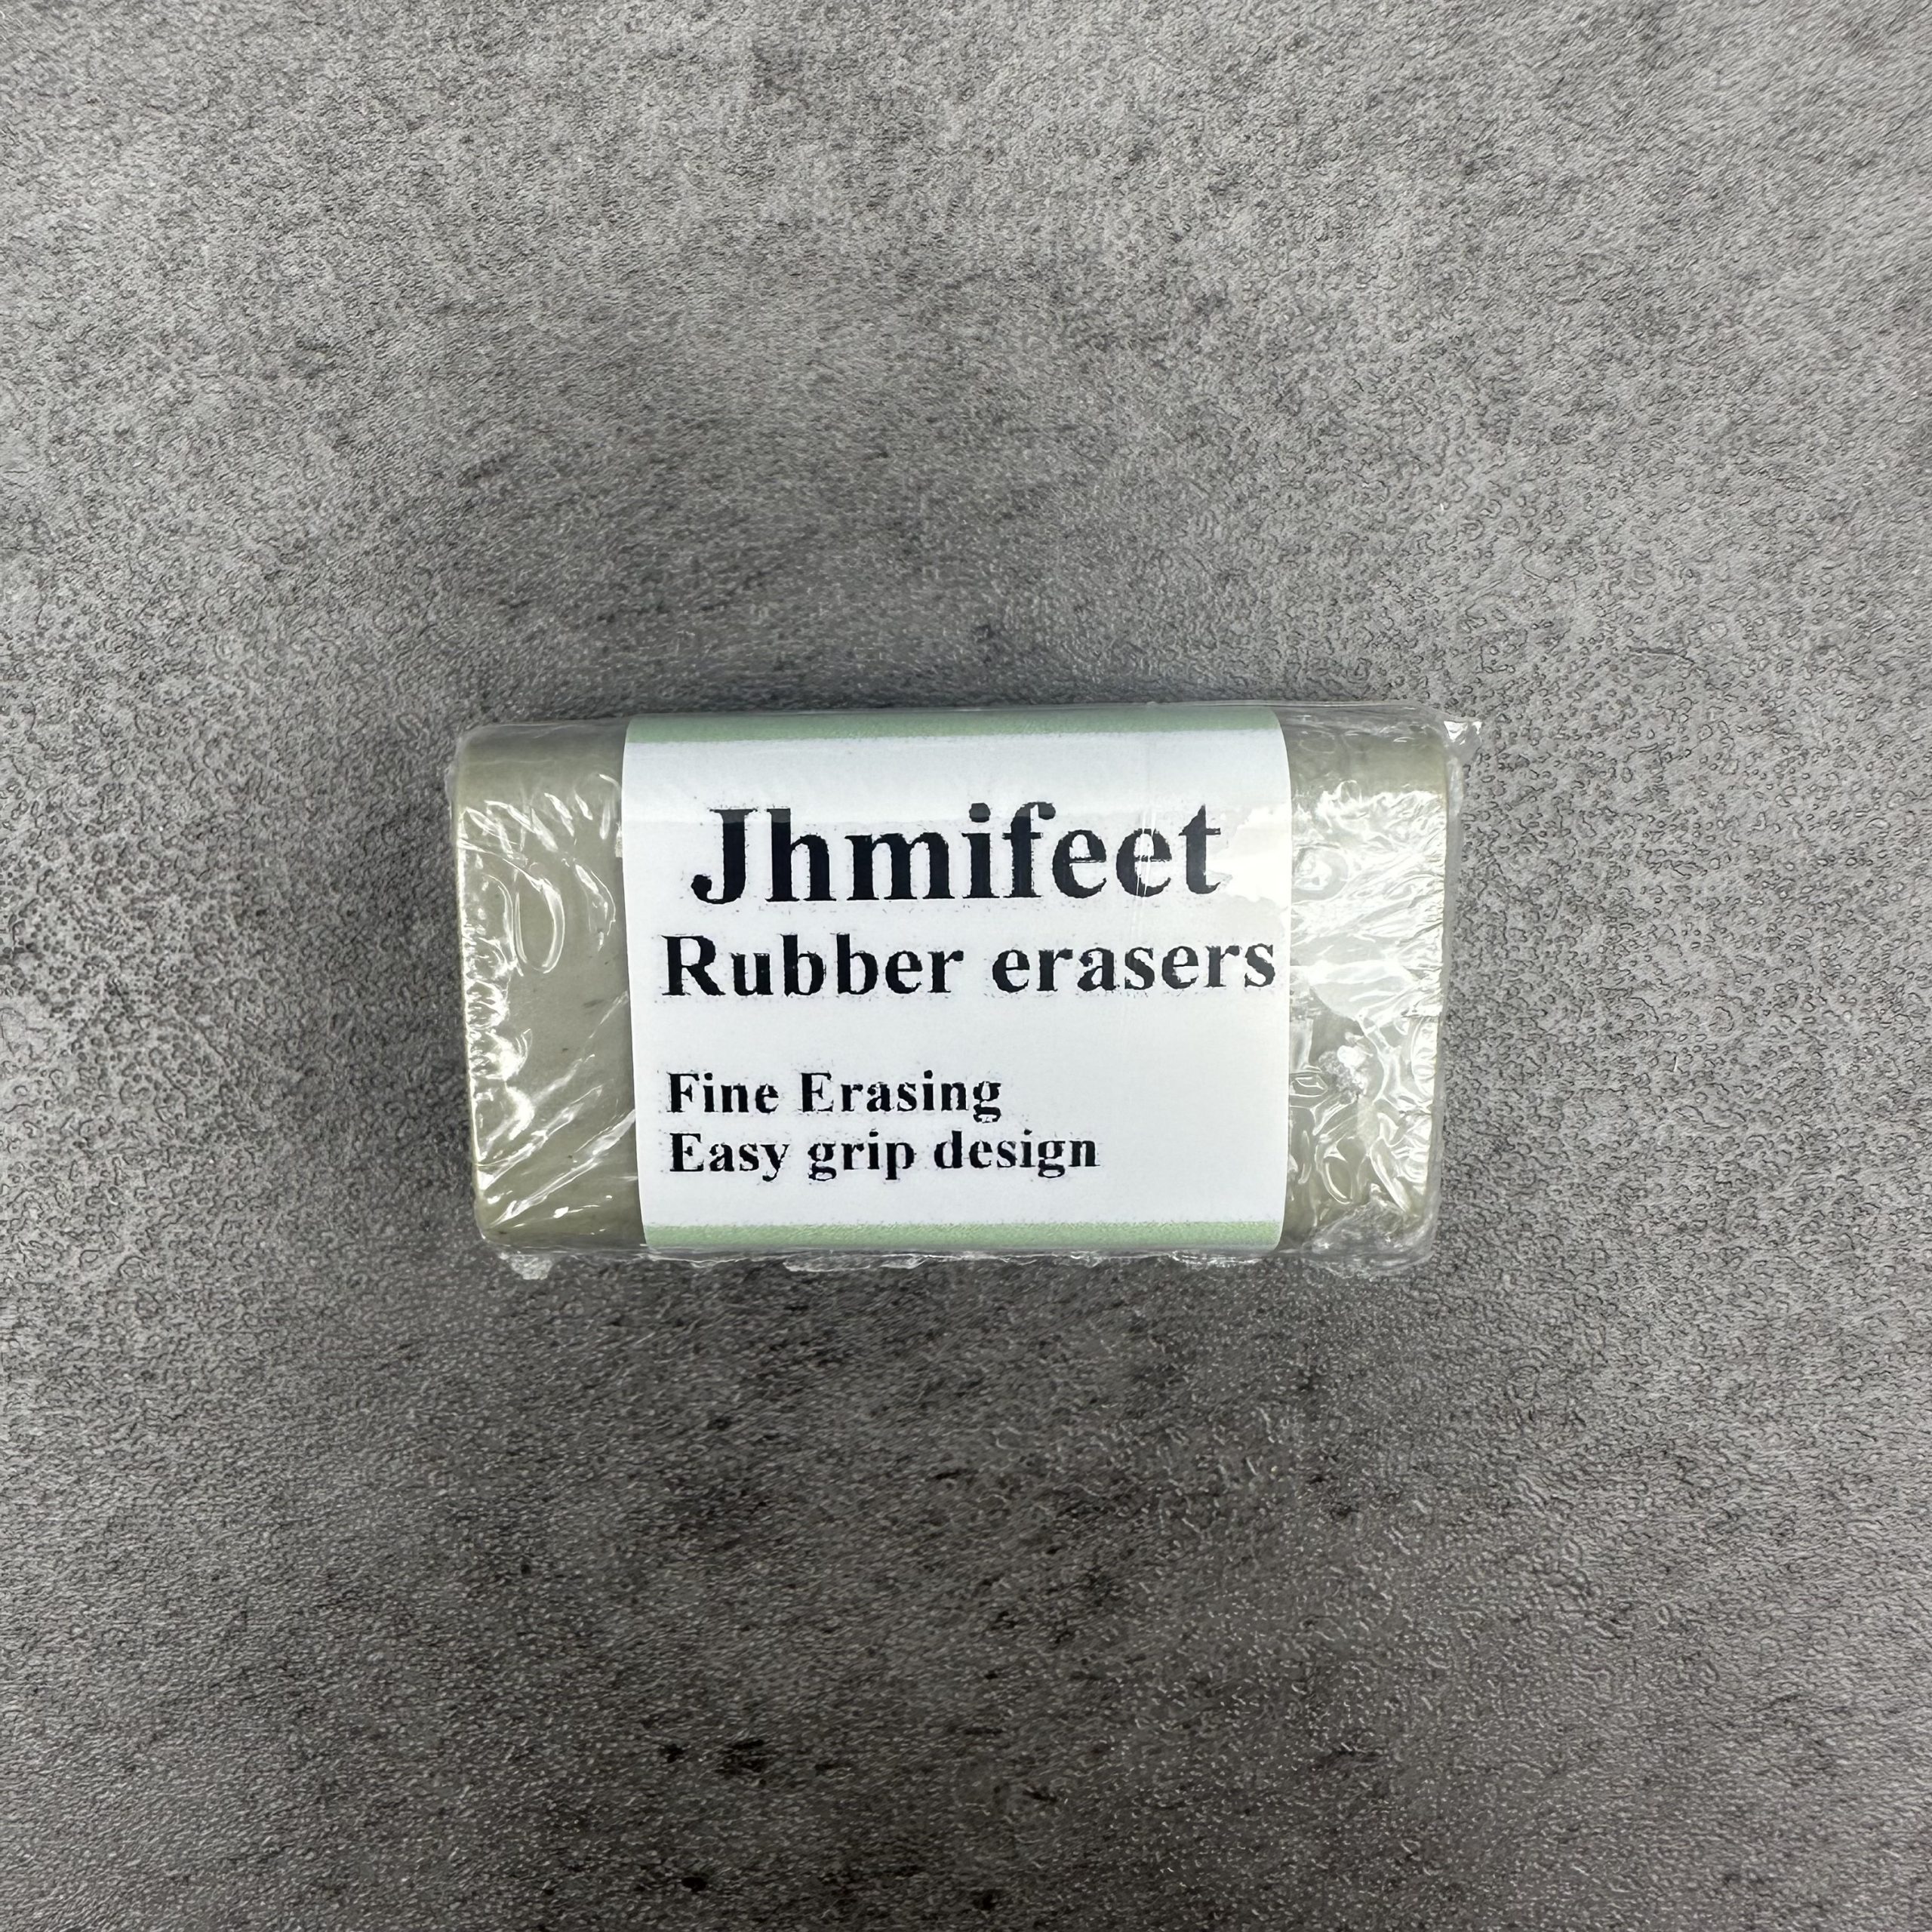 Jhmifeet
Rubber erasers
Fine Erasing
Easy grip design